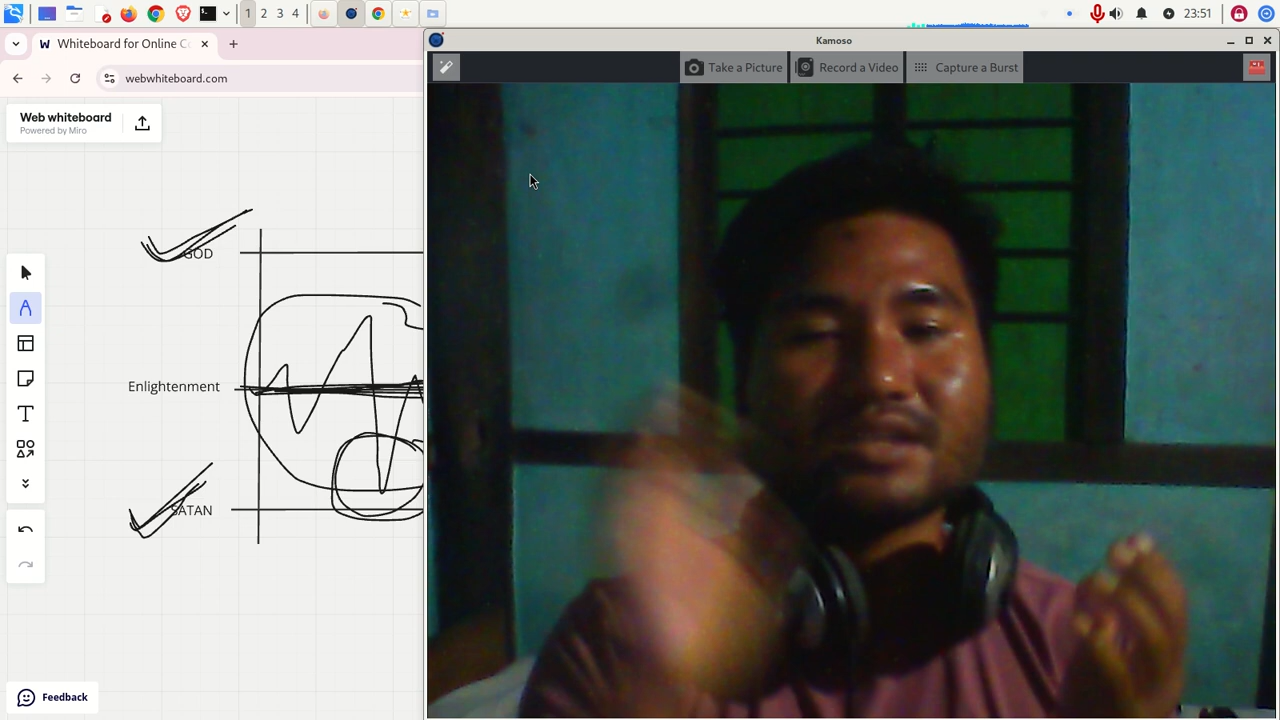 1 2 3 4
23:51
Whiteboard for Online Co
Kamoso
webwhiteboard.com
Take a Picture
Record a Video
Capture a Burst
Web whiteboard
Powered by Miro
GOD
Enlightenment
SATAN
Feedback